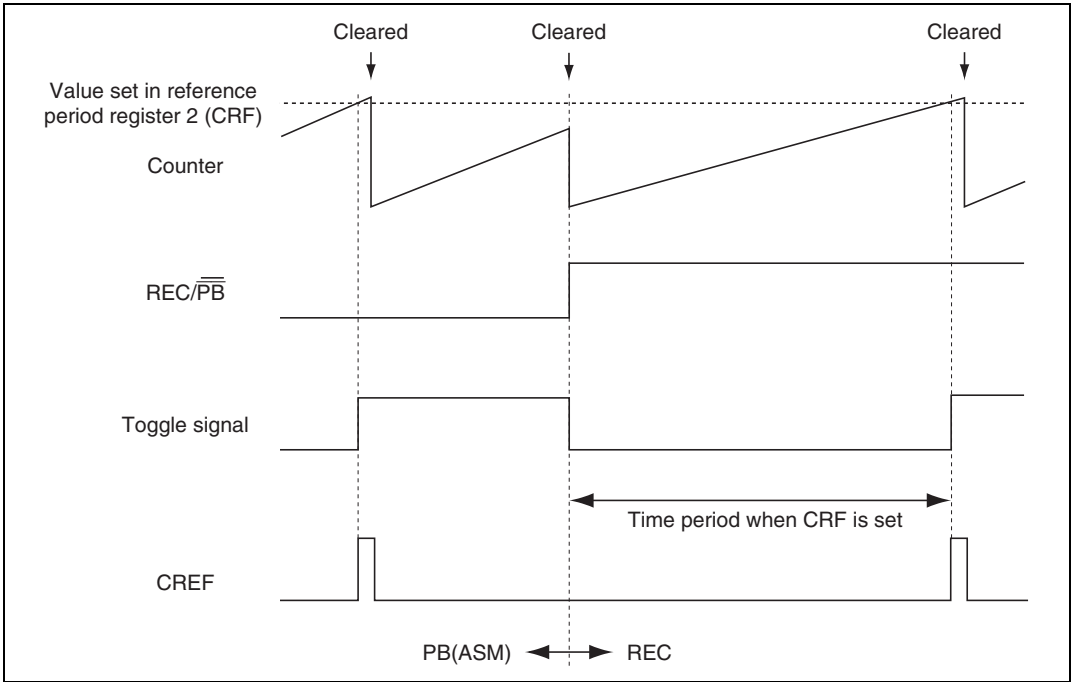 Cleared Cleared Cleared
Value set in reference
period register 2 (CRF)
Counter
REC/P̅B̅
Toggle signal
Time period when CRF is set
CREF
PB(ASM) REC